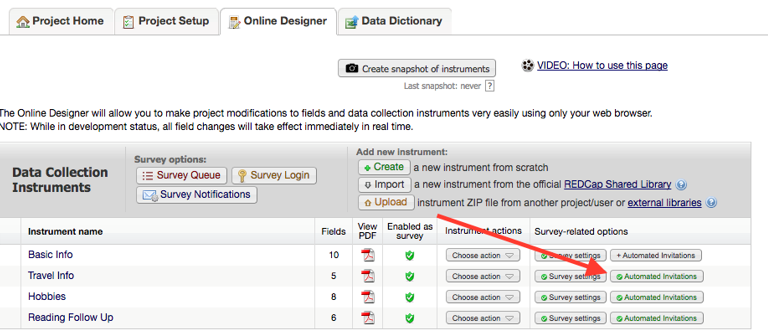 Project Home Project Setup Online Designer Data Dictionary
Create snapshot of instruments VIDEO: How to use this page
Last snapshot: never ?
The Online Designer will allow you to make project modifications to fields and data collection instruments very easily using only your web browser.
NOTE: While in development status, all field changes will take effect immediately in real time.
Data Collection Instruments
Survey options:
Survey Queue Survey Login
Survey Notifications
Add new instrument:
Create a new instrument from scratch
Import a new instrument from the official REDCap Shared Library ?
Upload instrument ZIP file from another project/user or external libraries ?
Instrument name Fields View PDF Enabled as survey Instrument actions Survey-related options
Basic Info 10 Choose action Survey settings + Automated Invitations
Travel Info 5 Choose action Survey settings Automated Invitations
Hobbies 8 Choose action Survey settings Automated Invitations
Reading Follow Up 6 Choose action Survey settings Automated Invitations